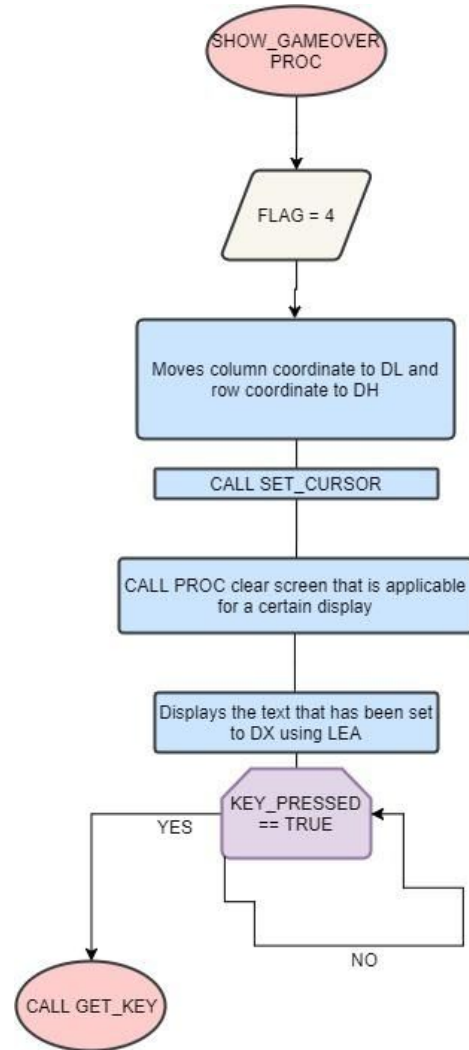 SHOW_GAMEOVER
PROC
FLAG = 4
Moves column coordinate to DL and
row coordinate to DH
CALL SET_CURSOR
CALL PROC clear screen that is applicable
for a certain display
Displays the text that has been set
to DX using LEA
KEY_PRESSED
== TRUE
YES
NO
CALL GET_KEY